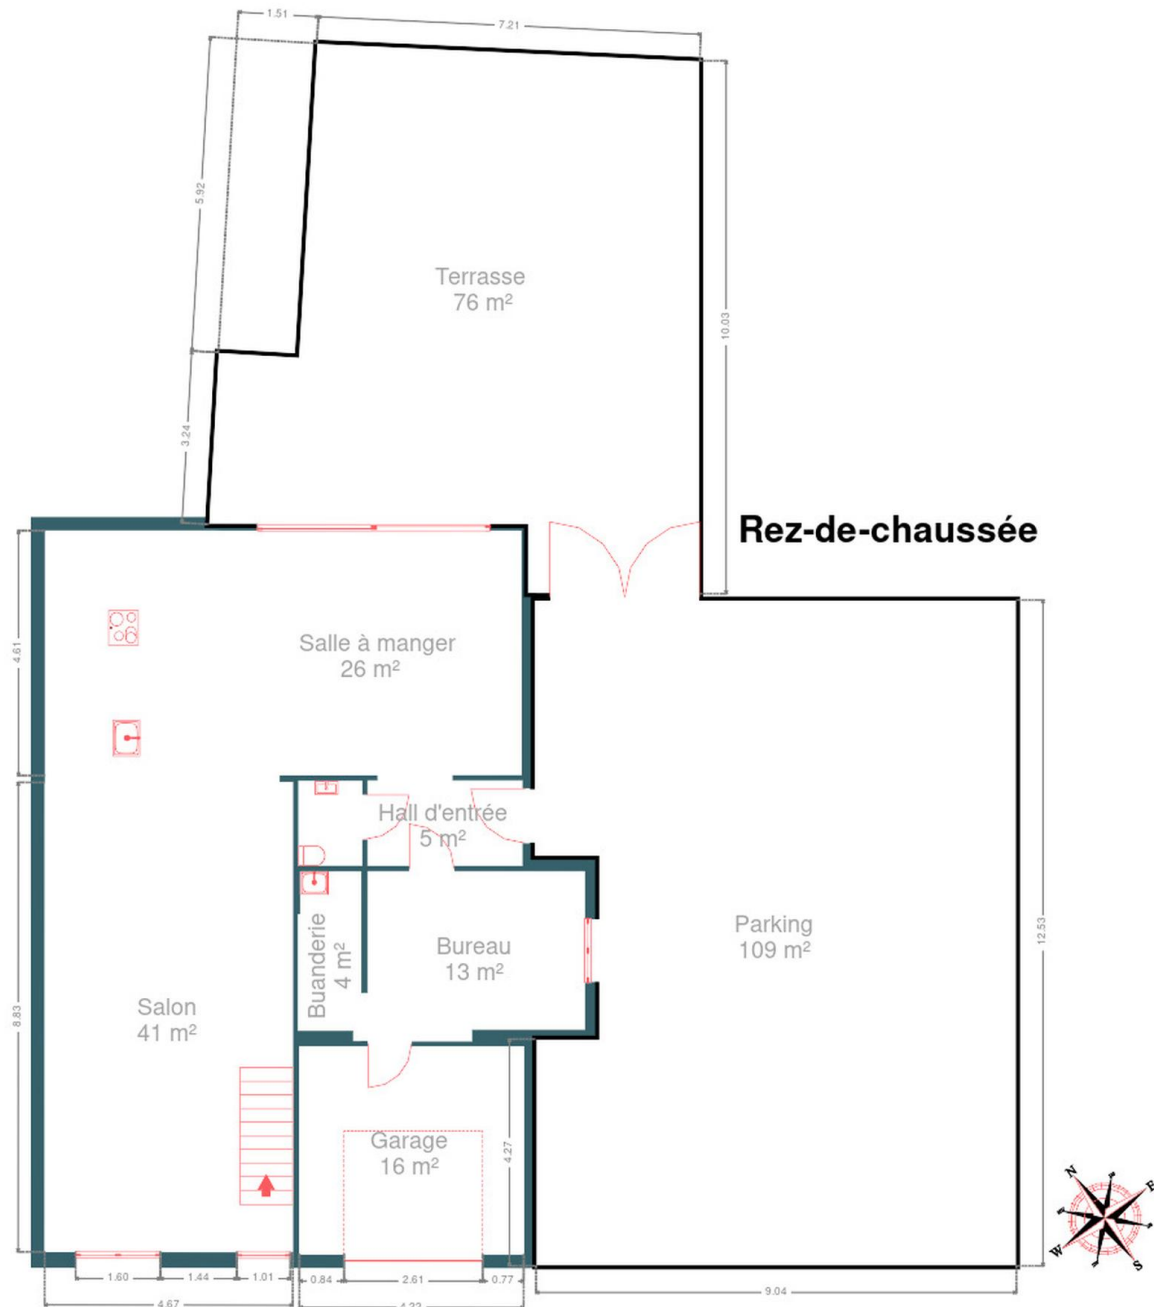 1.51
7.21
5.92
Terrasse
76 m²
10.03
3.24
Rez-de-chaussée
4.61
Salle à manger
26 m²
Hall d'entrée
5 m²
Parking
109 m²
12.53
Buanderie
4 m²
Bureau
13 m²
Salon
41 m²
8.83
Garage
16 m²
4.27
N
E
W
S
1.60
1.44
1.01
0.84
2.61
0.77
4.67
9.04